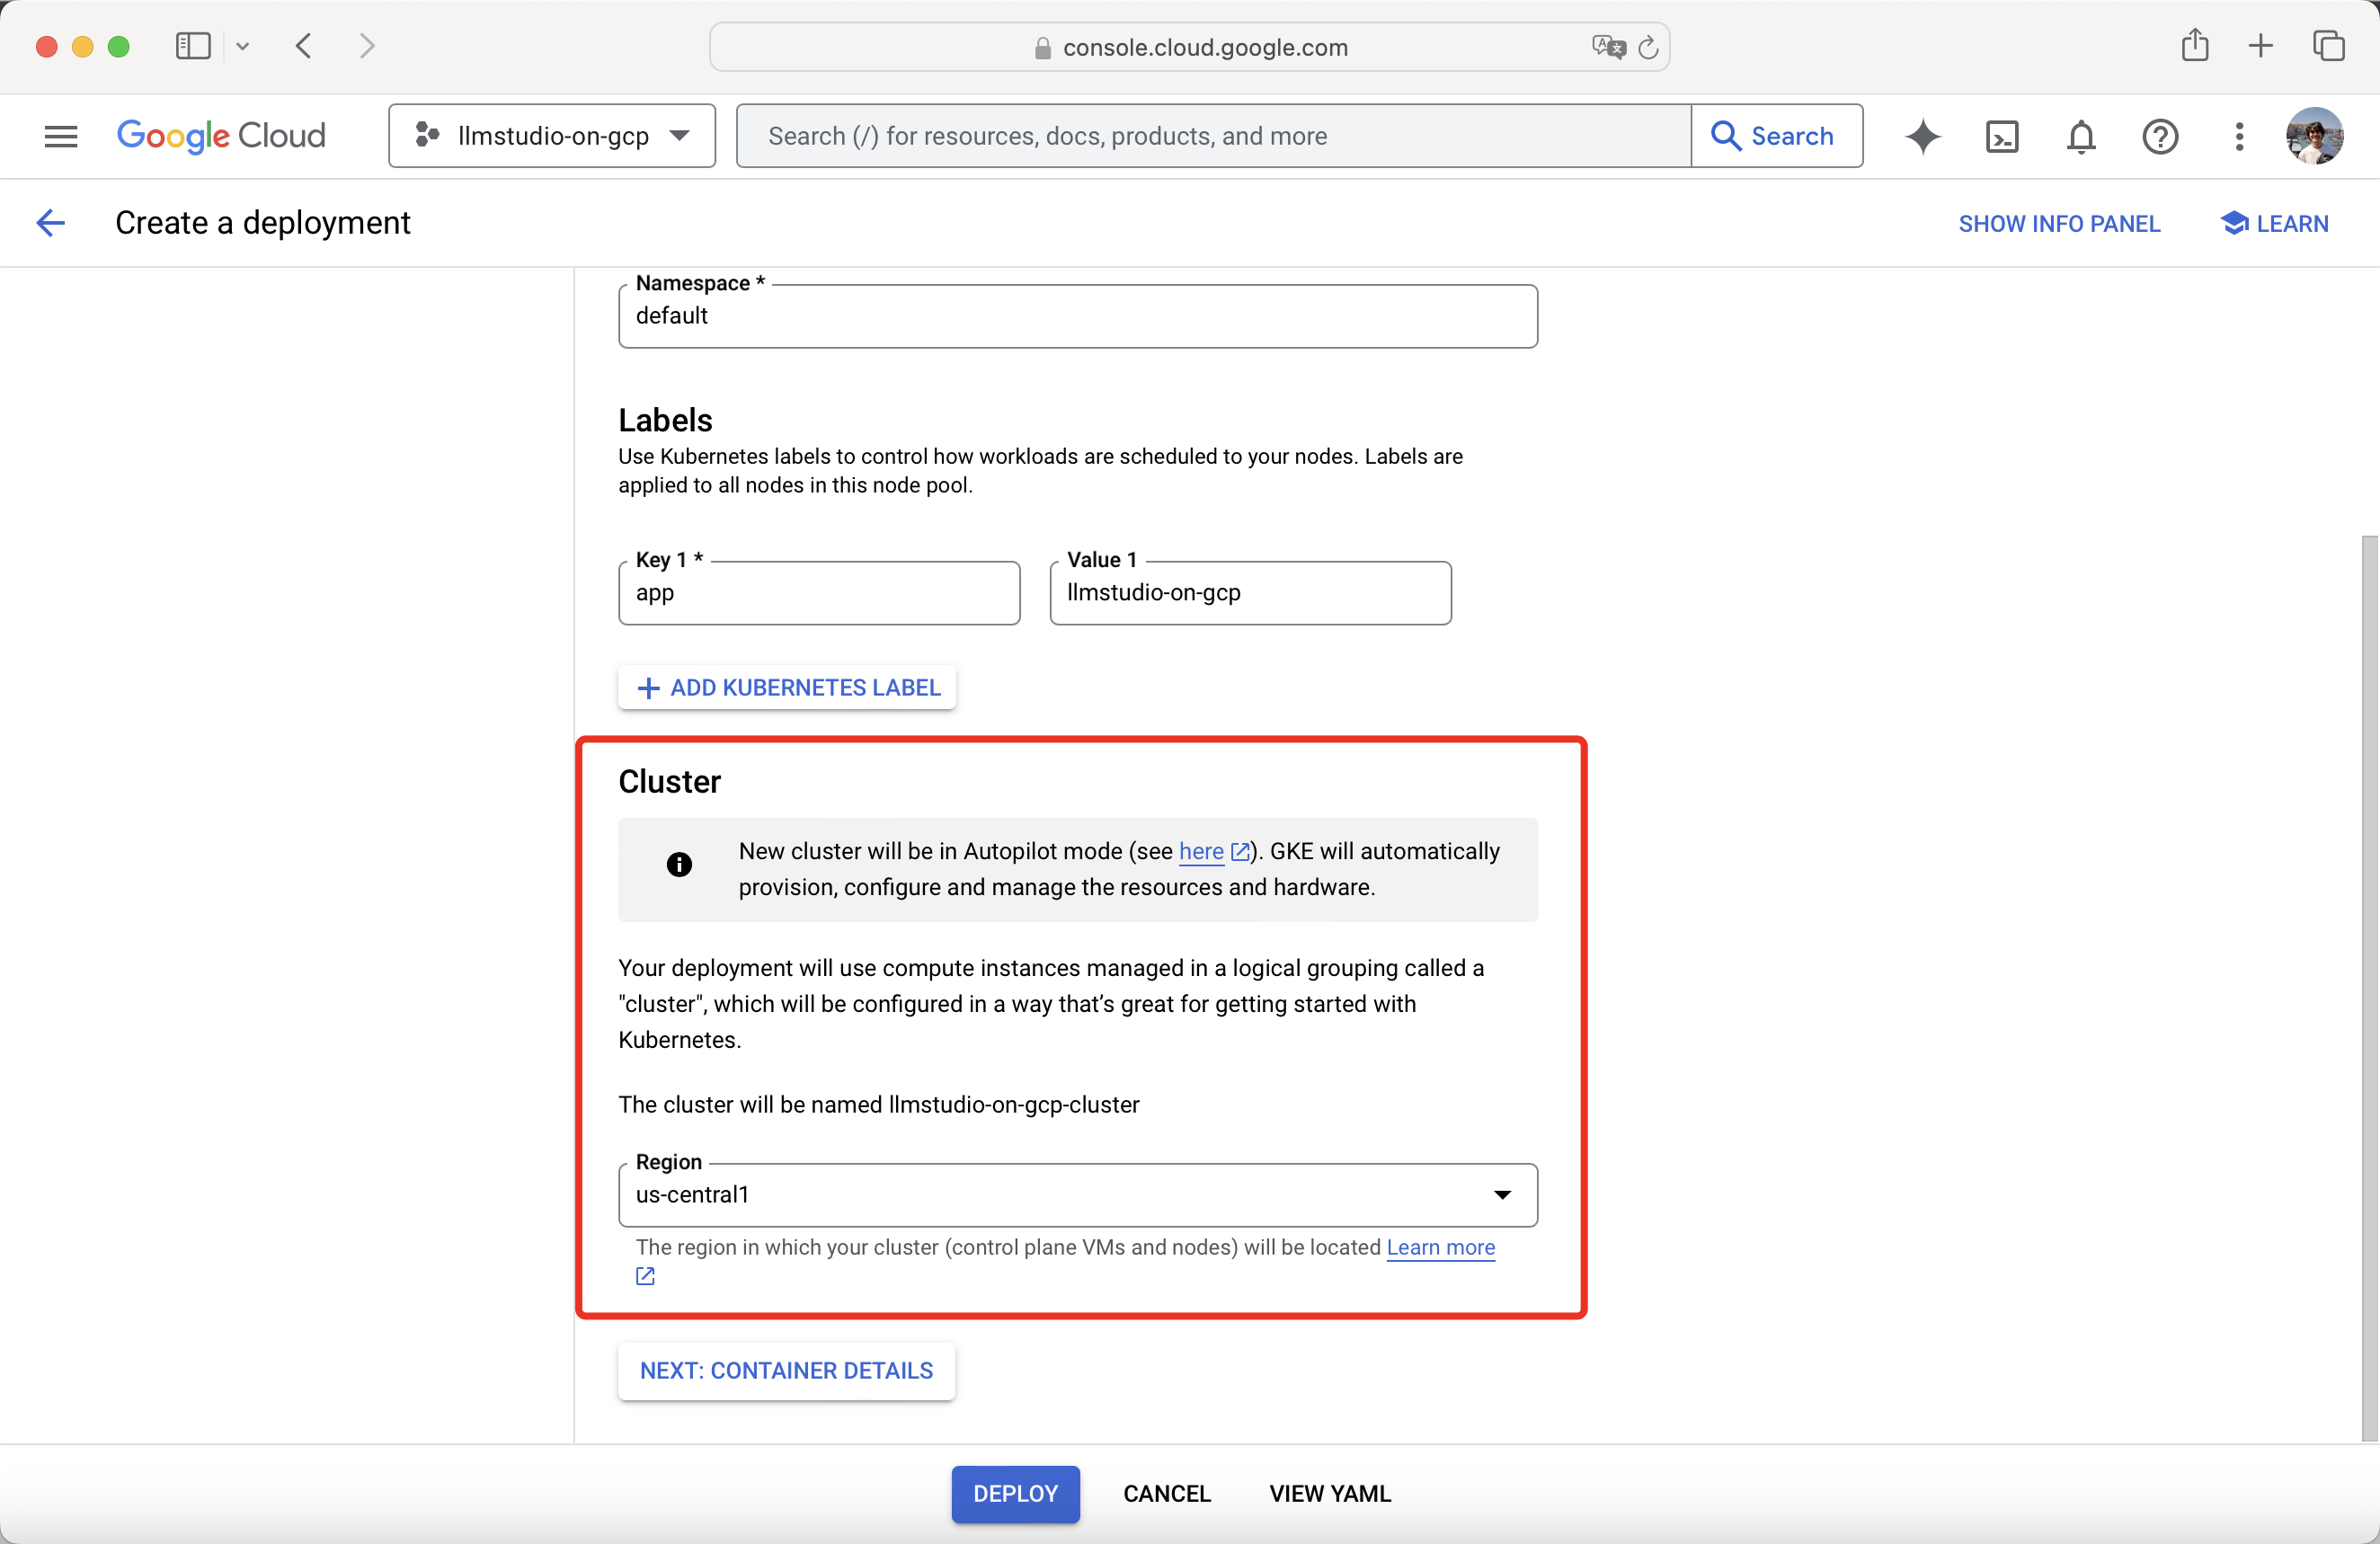 console.cloud.google.com
Google Cloud
llmstudio-on-gcp
Search (/) for resources, docs, products, and more
Search
Create a deployment
SHOW INFO PANEL
LEARN
Namespace *
default
Labels
Use Kubernetes labels to control how workloads are scheduled to your nodes. Labels are
applied to all nodes in this node pool.
Key 1 *
app
Value 1
llmstudio-on-gcp
ADD KUBERNETES LABEL
Cluster
New cluster will be in Autopilot mode (see here). GKE will automatically
provision, configure and manage the resources and hardware.
Your deployment will use compute instances managed in a logical grouping called a
"cluster", which will be configured in a way that’s great for getting started with
Kubernetes.
The cluster will be named llmstudio-on-gcp-cluster
Region
us-central1
The region in which your cluster (control plane VMs and nodes) will be located Learn more
NEXT: CONTAINER DETAILS
DEPLOY
CANCEL
VIEW YAML